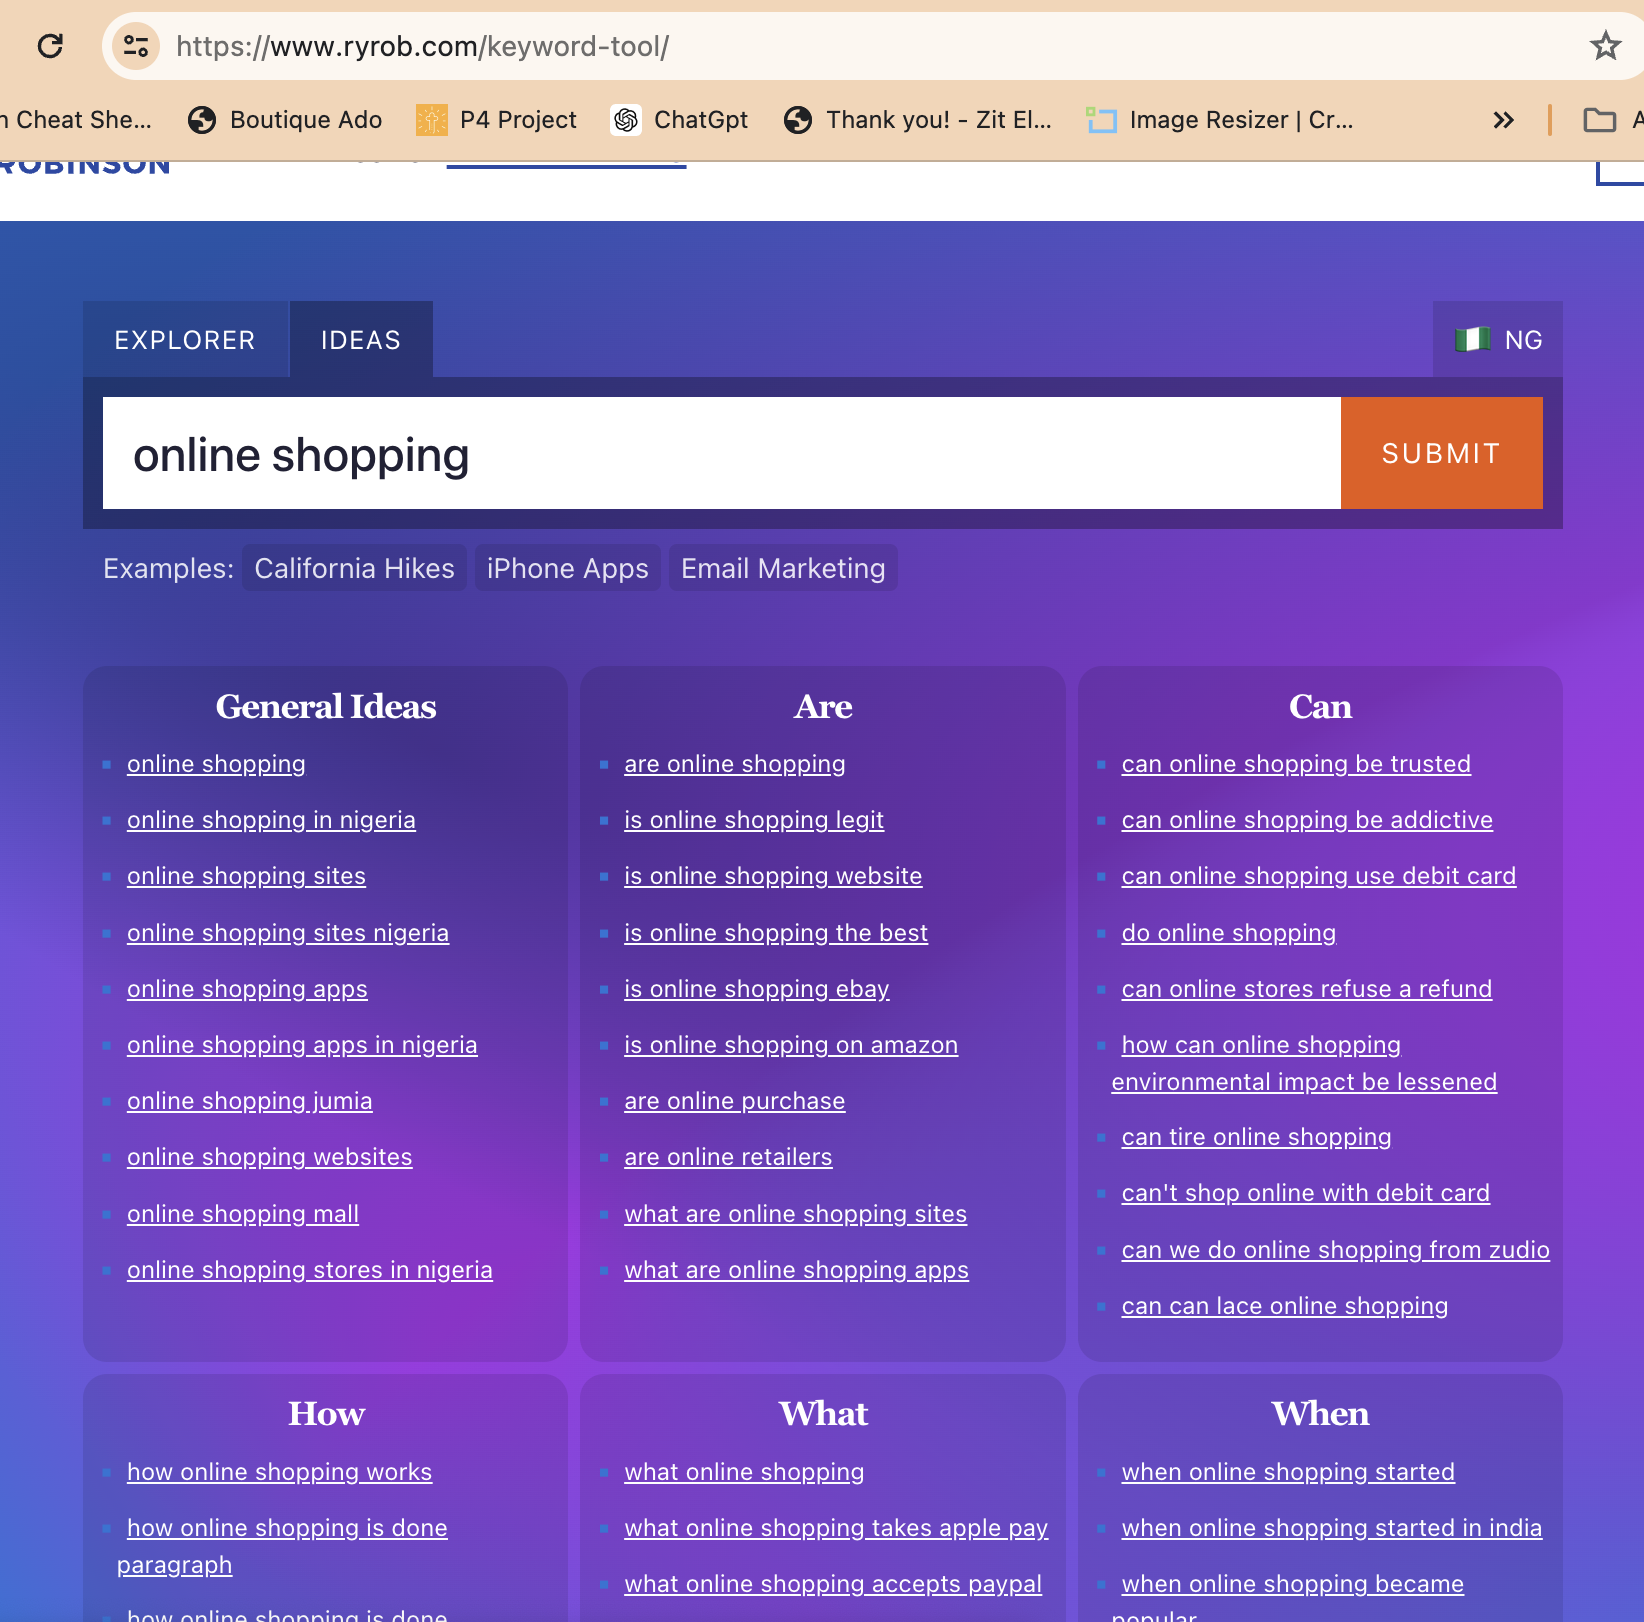 https://www.ryrob.com/keyword-tool/
n Cheat She... Boutique Ado P4 Project ChatGpt Thank you! - Zit El... Image Resizer | Cr... » A
ROBINSON
EXPLORER IDEAS NG
online shopping SUBMIT
Examples: California Hikes iPhone Apps Email Marketing
General Ideas
online shopping
online shopping in nigeria
online shopping sites
online shopping sites nigeria
online shopping apps
online shopping apps in nigeria
online shopping jumia
online shopping websites
online shopping mall
online shopping stores in nigeria
Are
are online shopping
is online shopping legit
is online shopping website
is online shopping the best
is online shopping ebay
is online shopping on amazon
are online purchase
are online retailers
what are online shopping sites
what are online shopping apps
Can
can online shopping be trusted
can online shopping be addictive
can online shopping use debit card
do online shopping
can online stores refuse a refund
how can online shopping
environmental impact be lessened
can tire online shopping
can't shop online with debit card
can we do online shopping from zudio
can can lace online shopping
How
how online shopping works
how online shopping is done
paragraph
how online shopping is done
What
what online shopping
what online shopping takes apple pay
what online shopping accepts paypal
When
when online shopping started
when online shopping started in india
when online shopping became
popular